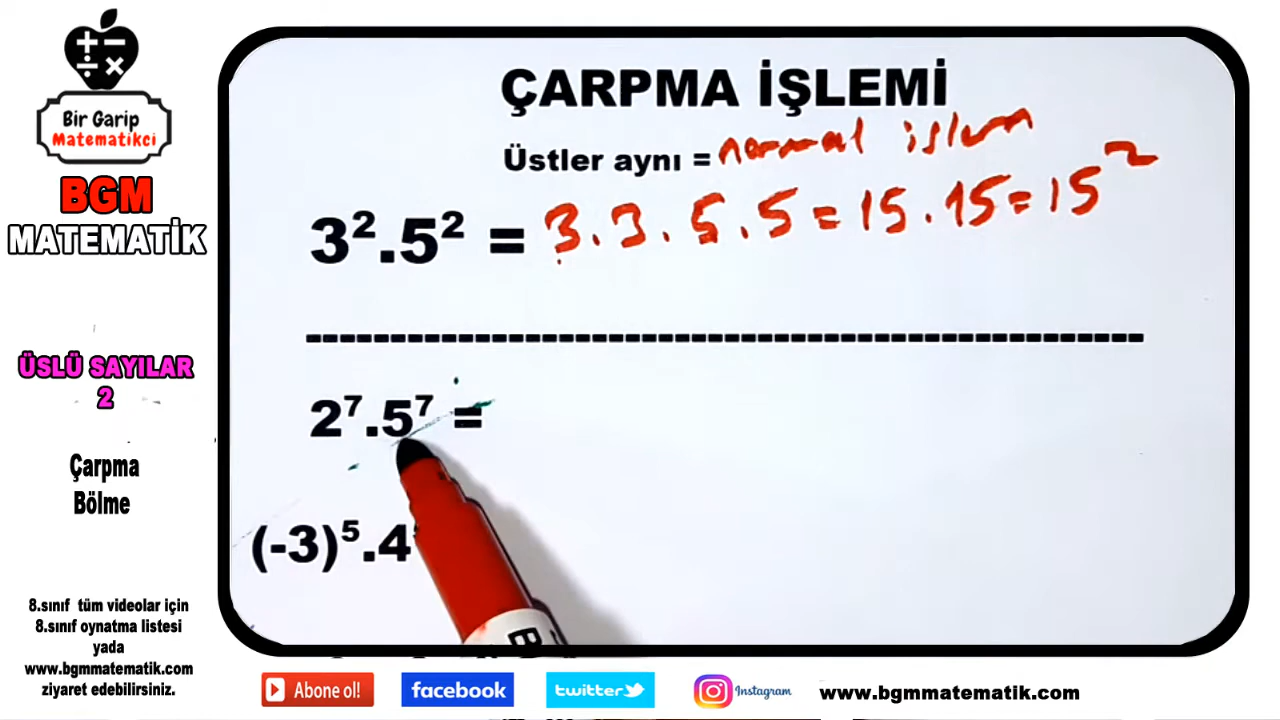 Bir Garip
Matematikci
BGM
MATEMATİK
ÜSLÜ SAYILAR
2
Çarpma
Bölme
8.sınıf tüm videolar için
8.sınıf oynatma listesi
yada
www.bgmmatematik.com
ziyaret edebilirsiniz.
ÇARPMA İŞLEMİ
Üstler aynı = normal işlem
3².5² = 3.3.5.5=15.15=15²
2⁷.5⁷ =
(-3)⁵.4
B
Abone ol!
facebook
twitter
Instagram
www.bgmmatematik.com